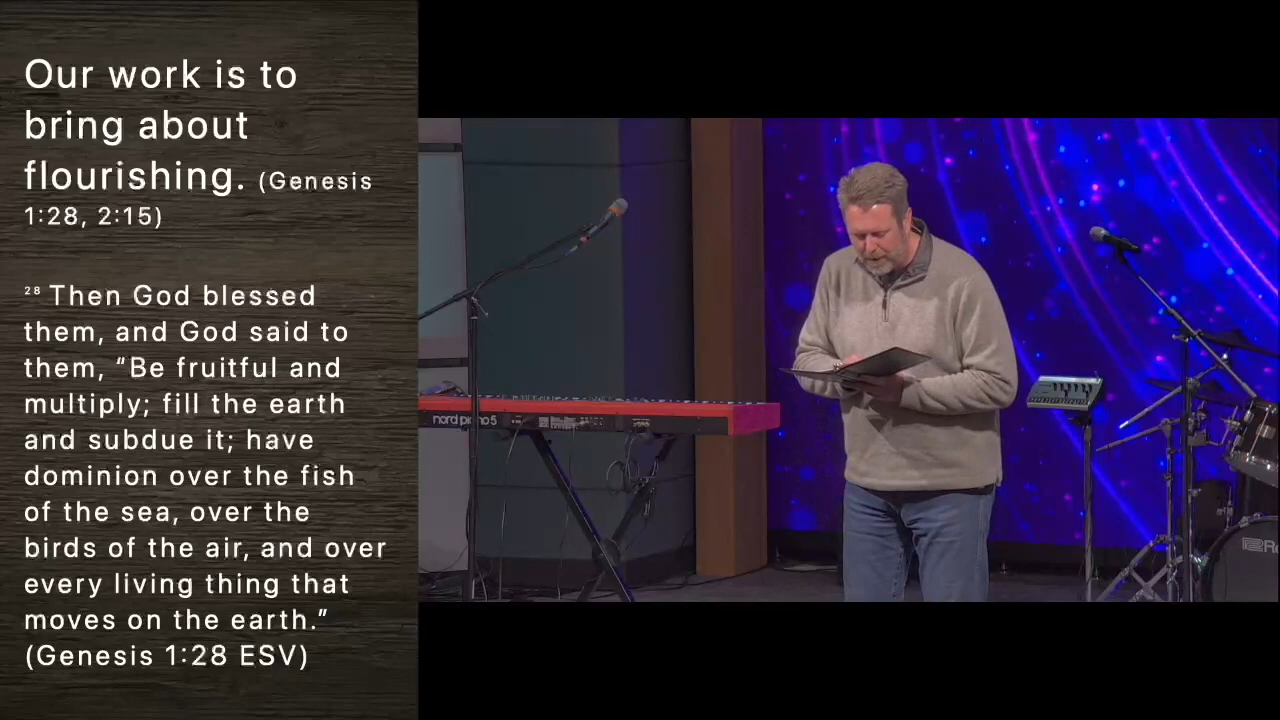 Our work is to
bring about
flourishing. (Genesis
1:28, 2:15)
28 Then God blessed
them, and God said to
them, “Be fruitful and
multiply; fill the earth
and subdue it; have
dominion over the fish
of the sea, over the
birds of the air, and over
every living thing that
moves on the earth.”
(Genesis 1:28 ESV)
nord piano 5